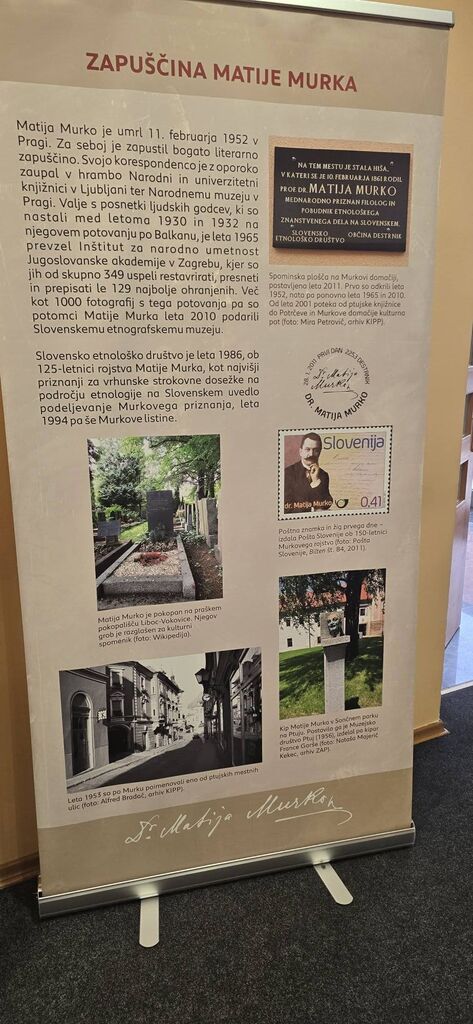 ZAPUŠČINA MATIJE MURKA
Matija Murko je umrl 11. februarja 1952 v
Pragi. Za seboj je zapustil bogato literarno
zapuščino. Svojo korespondenco je z oporoko
zaupal v hrambo Narodni in univerzitetni
knjižnici v Ljubljani ter Narodnemu muzeju v
Pragi. Valje s posnetki ljudskih godcev, ki so
nastali med letoma 1930 in 1932 na
njegovem potovanju po Balkanu, je leta 1965
prevzel Inštitut za narodno umetnost
Jugoslovanske akademije v Zagrebu, kjer so
jih od skupno 349 uspeli restavrirati, presneti
in prepisati le 129 najbolje ohranjenih. Več
kot 1000 fotografij s tega potovanja pa so
potomci Matije Murka leta 2010 podarili
Slovenskemu etnografskemu muzeju.
Slovensko etnološko društvo je leta 1986, ob
125-letnici rojstva Matije Murka, kot najvišji
priznanji za vrhunske strokovne dosežke na
področju etnologije na Slovenskem uvedlo
podeljevanje Murkovega priznanja, leta
1994 pa še Murkove listine.
"NA TEM MESTU JE STALA HIŠA,
V KATERI SE JE 10. FEBRUARJA 1861 RODIL
PROF. DR. MATIJA MURKO
MEDNARODNO PRIZNAN FILOLOG IN
POBUDNIK ETNOLOŠKEGA
ZNANSTVENEGA DELA NA SLOVENSKEM."
SLOVENSKO
ETNOLOŠKO DRUŠTVO
OBČINA DESTRNIK
Spominska plošča na Murkovi domačiji,
postavljena leta 2011. Prvo so odkrili leta
1952, nato pa ponovno leta 1965 in 2010.
Od leta 2001 poteka od ptujske knjižnice
do Potrčeve in Murkove domačije kulturna
pot (foto: Mira Petrovič, arhiv KIPP).
28. 1. 2011 PRVI DAN 2253 DESTRNIK
Dr. Matija Murko
DR. MATIJA MURKO
Slovenija
dr. Matija Murko
0,41
Poštna znamka in žig prvega dne –
izdala Pošta Slovenije ob 150-letnici
Murkovega rojstva (foto: Pošta
Slovenije, Bilten št. 84, 2011).
Matija Murko je pokopan na praškem
pokopališču Liboc-Vokovice. Njegov
grob je razglašen za kulturni
spomenik (foto: Wikipedija).
Kip Matije Murka v Sončnem parku
na Ptuju. Postavilo ga je Muzejsko
društvo Ptuj (1956), izdelal pa kipar
France Gorše (foto: Nataša Majerič
Kekec, arhiv ZAP).
Leta 1953 so po Murku poimenovali eno od ptujskih mestnih
ulic (foto: Alfred Bradač, arhiv KIPP).
Dr. Matija Murko